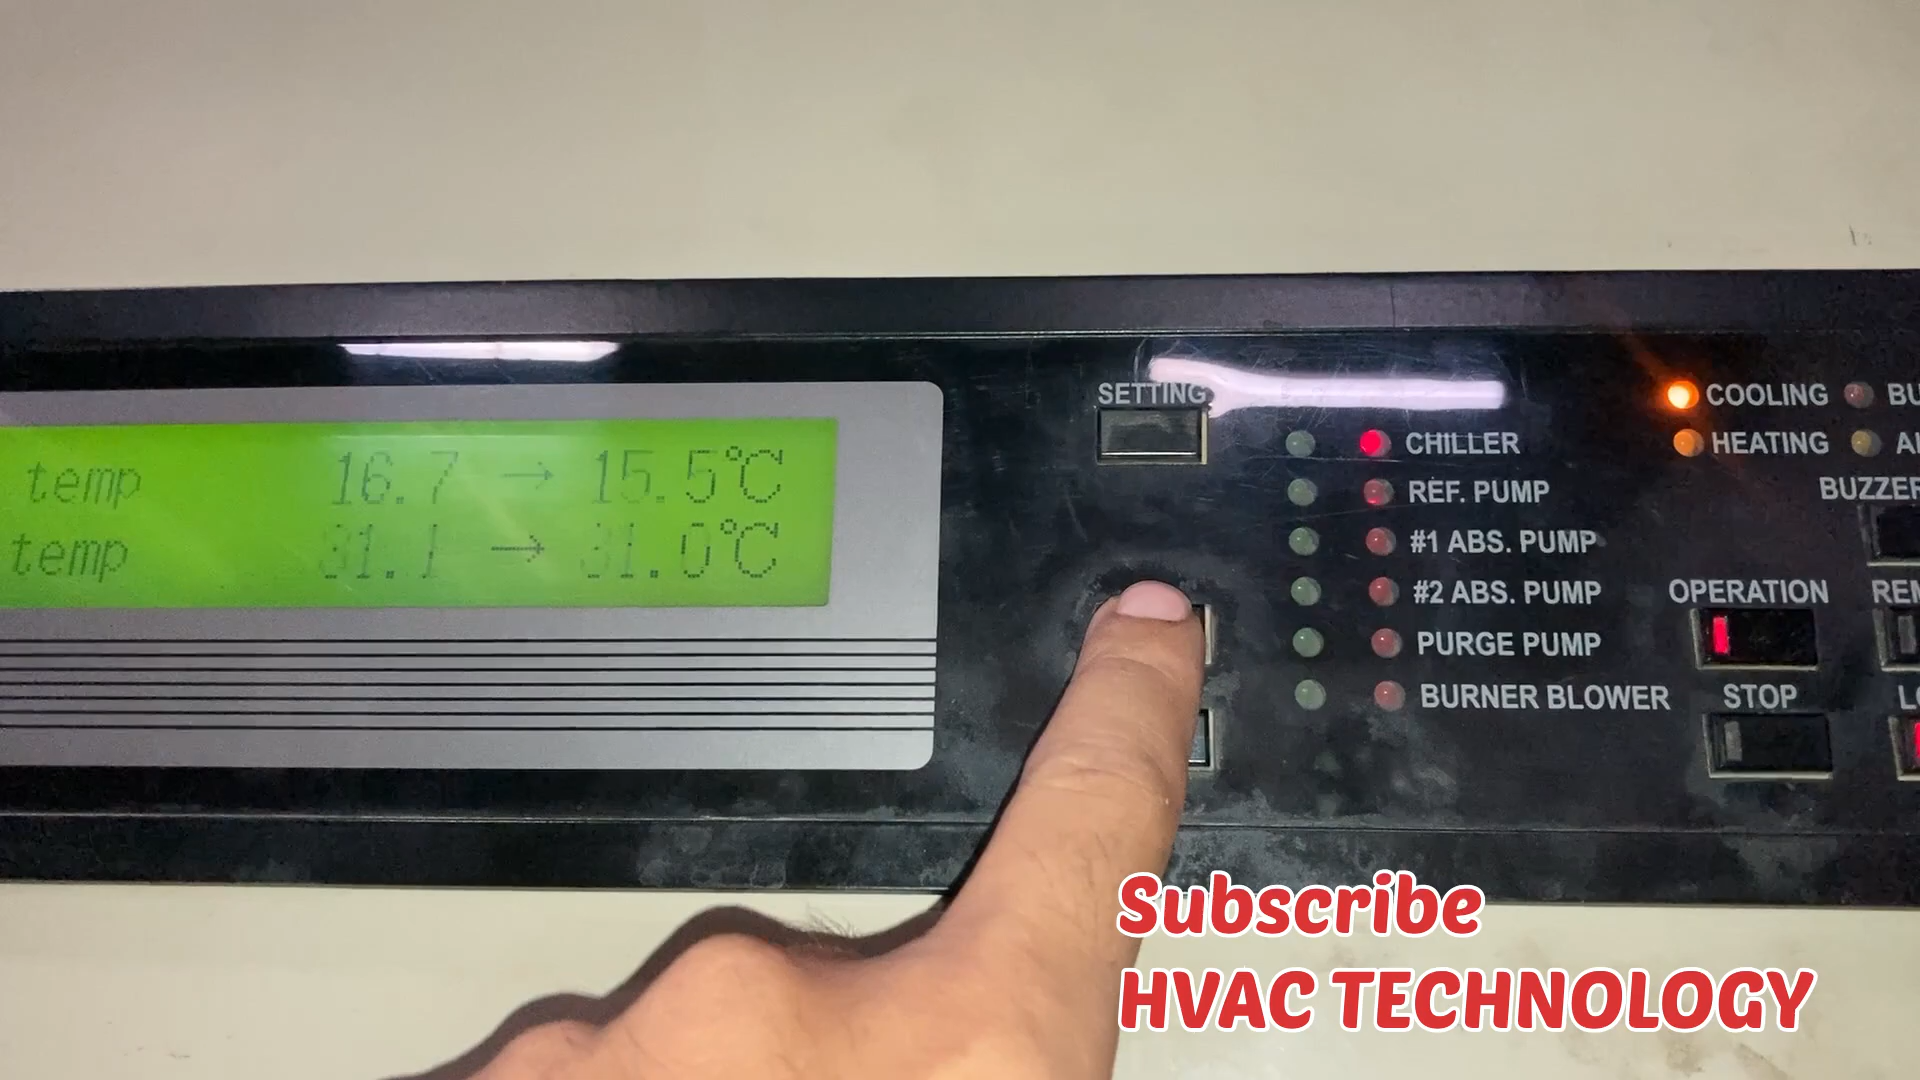 temp 16.7 → 15.5℃
temp 31.1 → 31.0℃
SETTING
CHILLER
REF. PUMP
#1 ABS. PUMP
#2 ABS. PUMP
PURGE PUMP
BURNER BLOWER
COOLING
HEATING
BUZZER
OPERATION
STOP
Subscribe
HVAC TECHNOLOGY